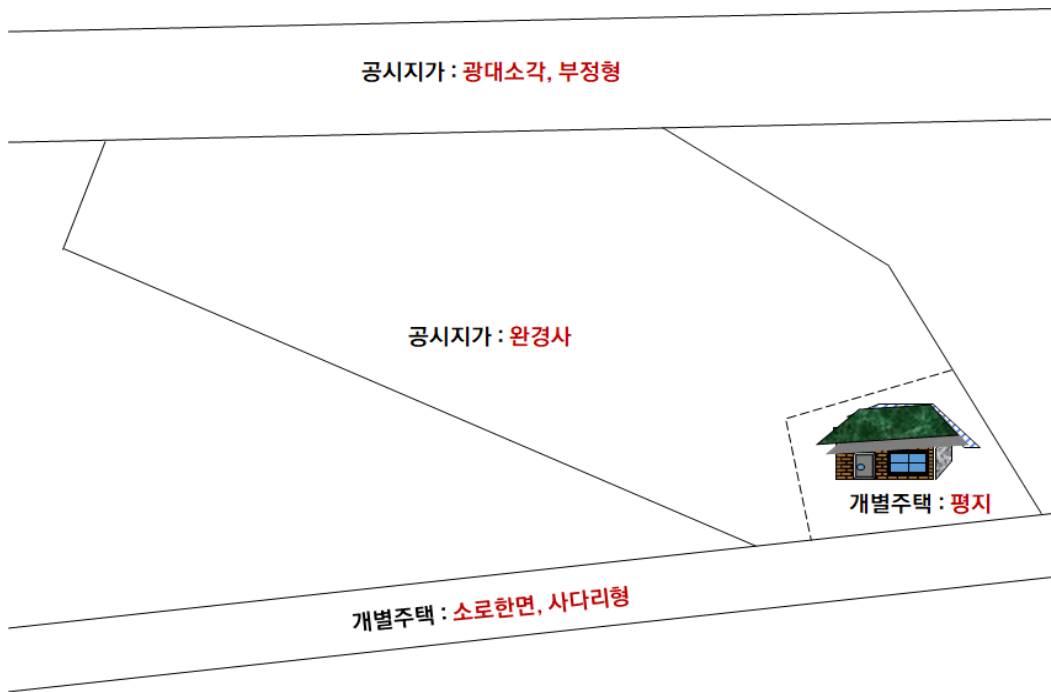 공시지가 : 광대소각, 부정형
공시지가 : 완경사
개별주택 : 평지
개별주택 : 소로한면, 사다리형